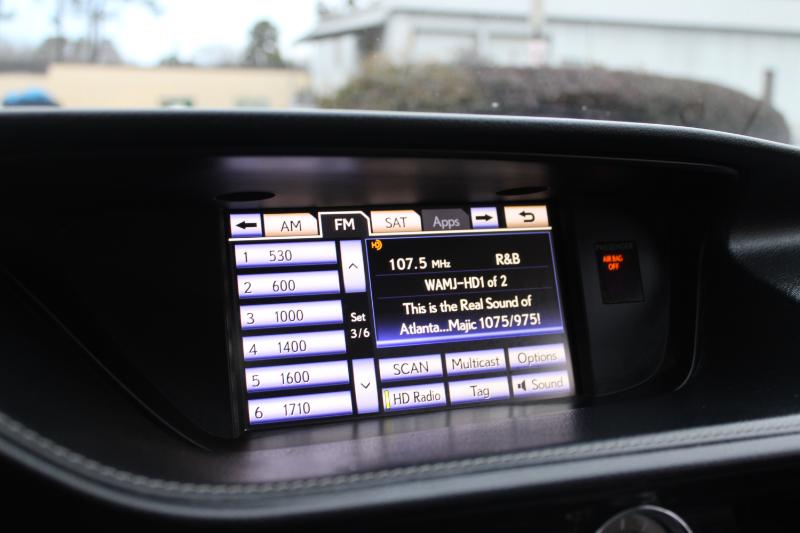 AM FM SAT Apps
1 530
2 600
3 1000
4 1400
5 1600
6 1710
Set
3/6
107.5 MHz R&B
WAMJ-HD1 of 2
This is the Real Sound of
Atlanta...Majic 1075/975!
SCAN Multicast Options
HD Radio Tag Sound
PASSENGER
AIR BAG
OFF